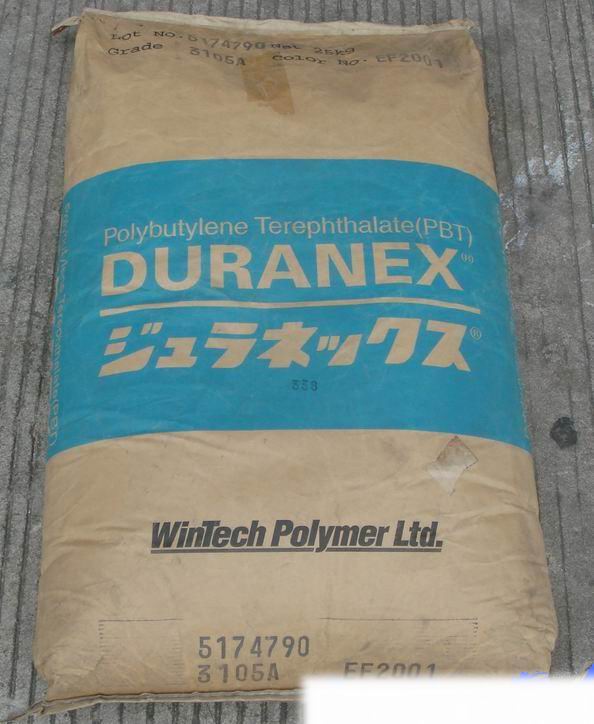 Lot No. 5174790 Net 25kg
Grade 3105A Color No. EF2001
Polybutylene Terephthalate(PBT)
DURANEX®
ジュラネックス®
338
WinTech Polymer Ltd.
5174790
3105A EF2001